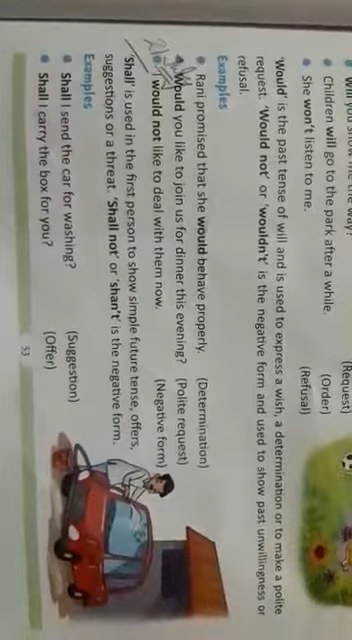 Will you show me the way? (Request)
Children will go to the park after a while. (Order)
She won't listen to me. (Refusal)
'Would' is the past tense of will and is used to express a wish, a determination or to make a polite
request. 'Would not' or 'wouldn't' is the negative form and used to show past unwillingness or
refusal.
Examples
Rani promised that she would behave properly. (Determination)
Would you like to join us for dinner this evening? (Polite request)
I would not like to deal with them now. (Negative form)
'Shall' is used in the first person to show simple future tense, offers,
suggestions or a threat. 'Shall not' or 'shan't' is the negative form.
Examples
Shall I send the car for washing? (Suggestion)
Shall I carry the box for you? (Offer)
53